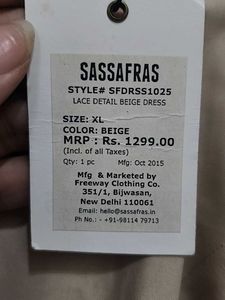 SASSAFRAS
STYLE# SFDRSS1025
LACE DETAIL BEIGE DRESS
SIZE: XL
COLOR: BEIGE
MRP : Rs. 1299.00
(Incl. of all Taxes)
Qty: 1 pc Mfg: Oct 2015
Mfg & Marketed by
Freeway Clothing Co.
351/1, Bijwasan,
New Delhi 110061
Email: hello@sassafras.in
Ph No.: - +91-98114 79713